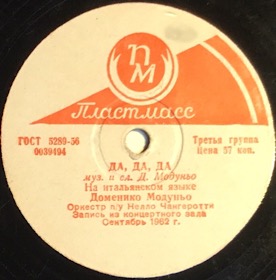 ПМ
Пластмасс
ГОСТ 5289-56
0039494
Третья группа
Цена 57 коп.
ДА, ДА, ДА
муз. и сл. Д. Модуньо
На итальянском языке
Доменико Модуньо
Оркестр п/у Нелло Чангеротти
Запись из концертного зала
Сентябрь 1962 г.